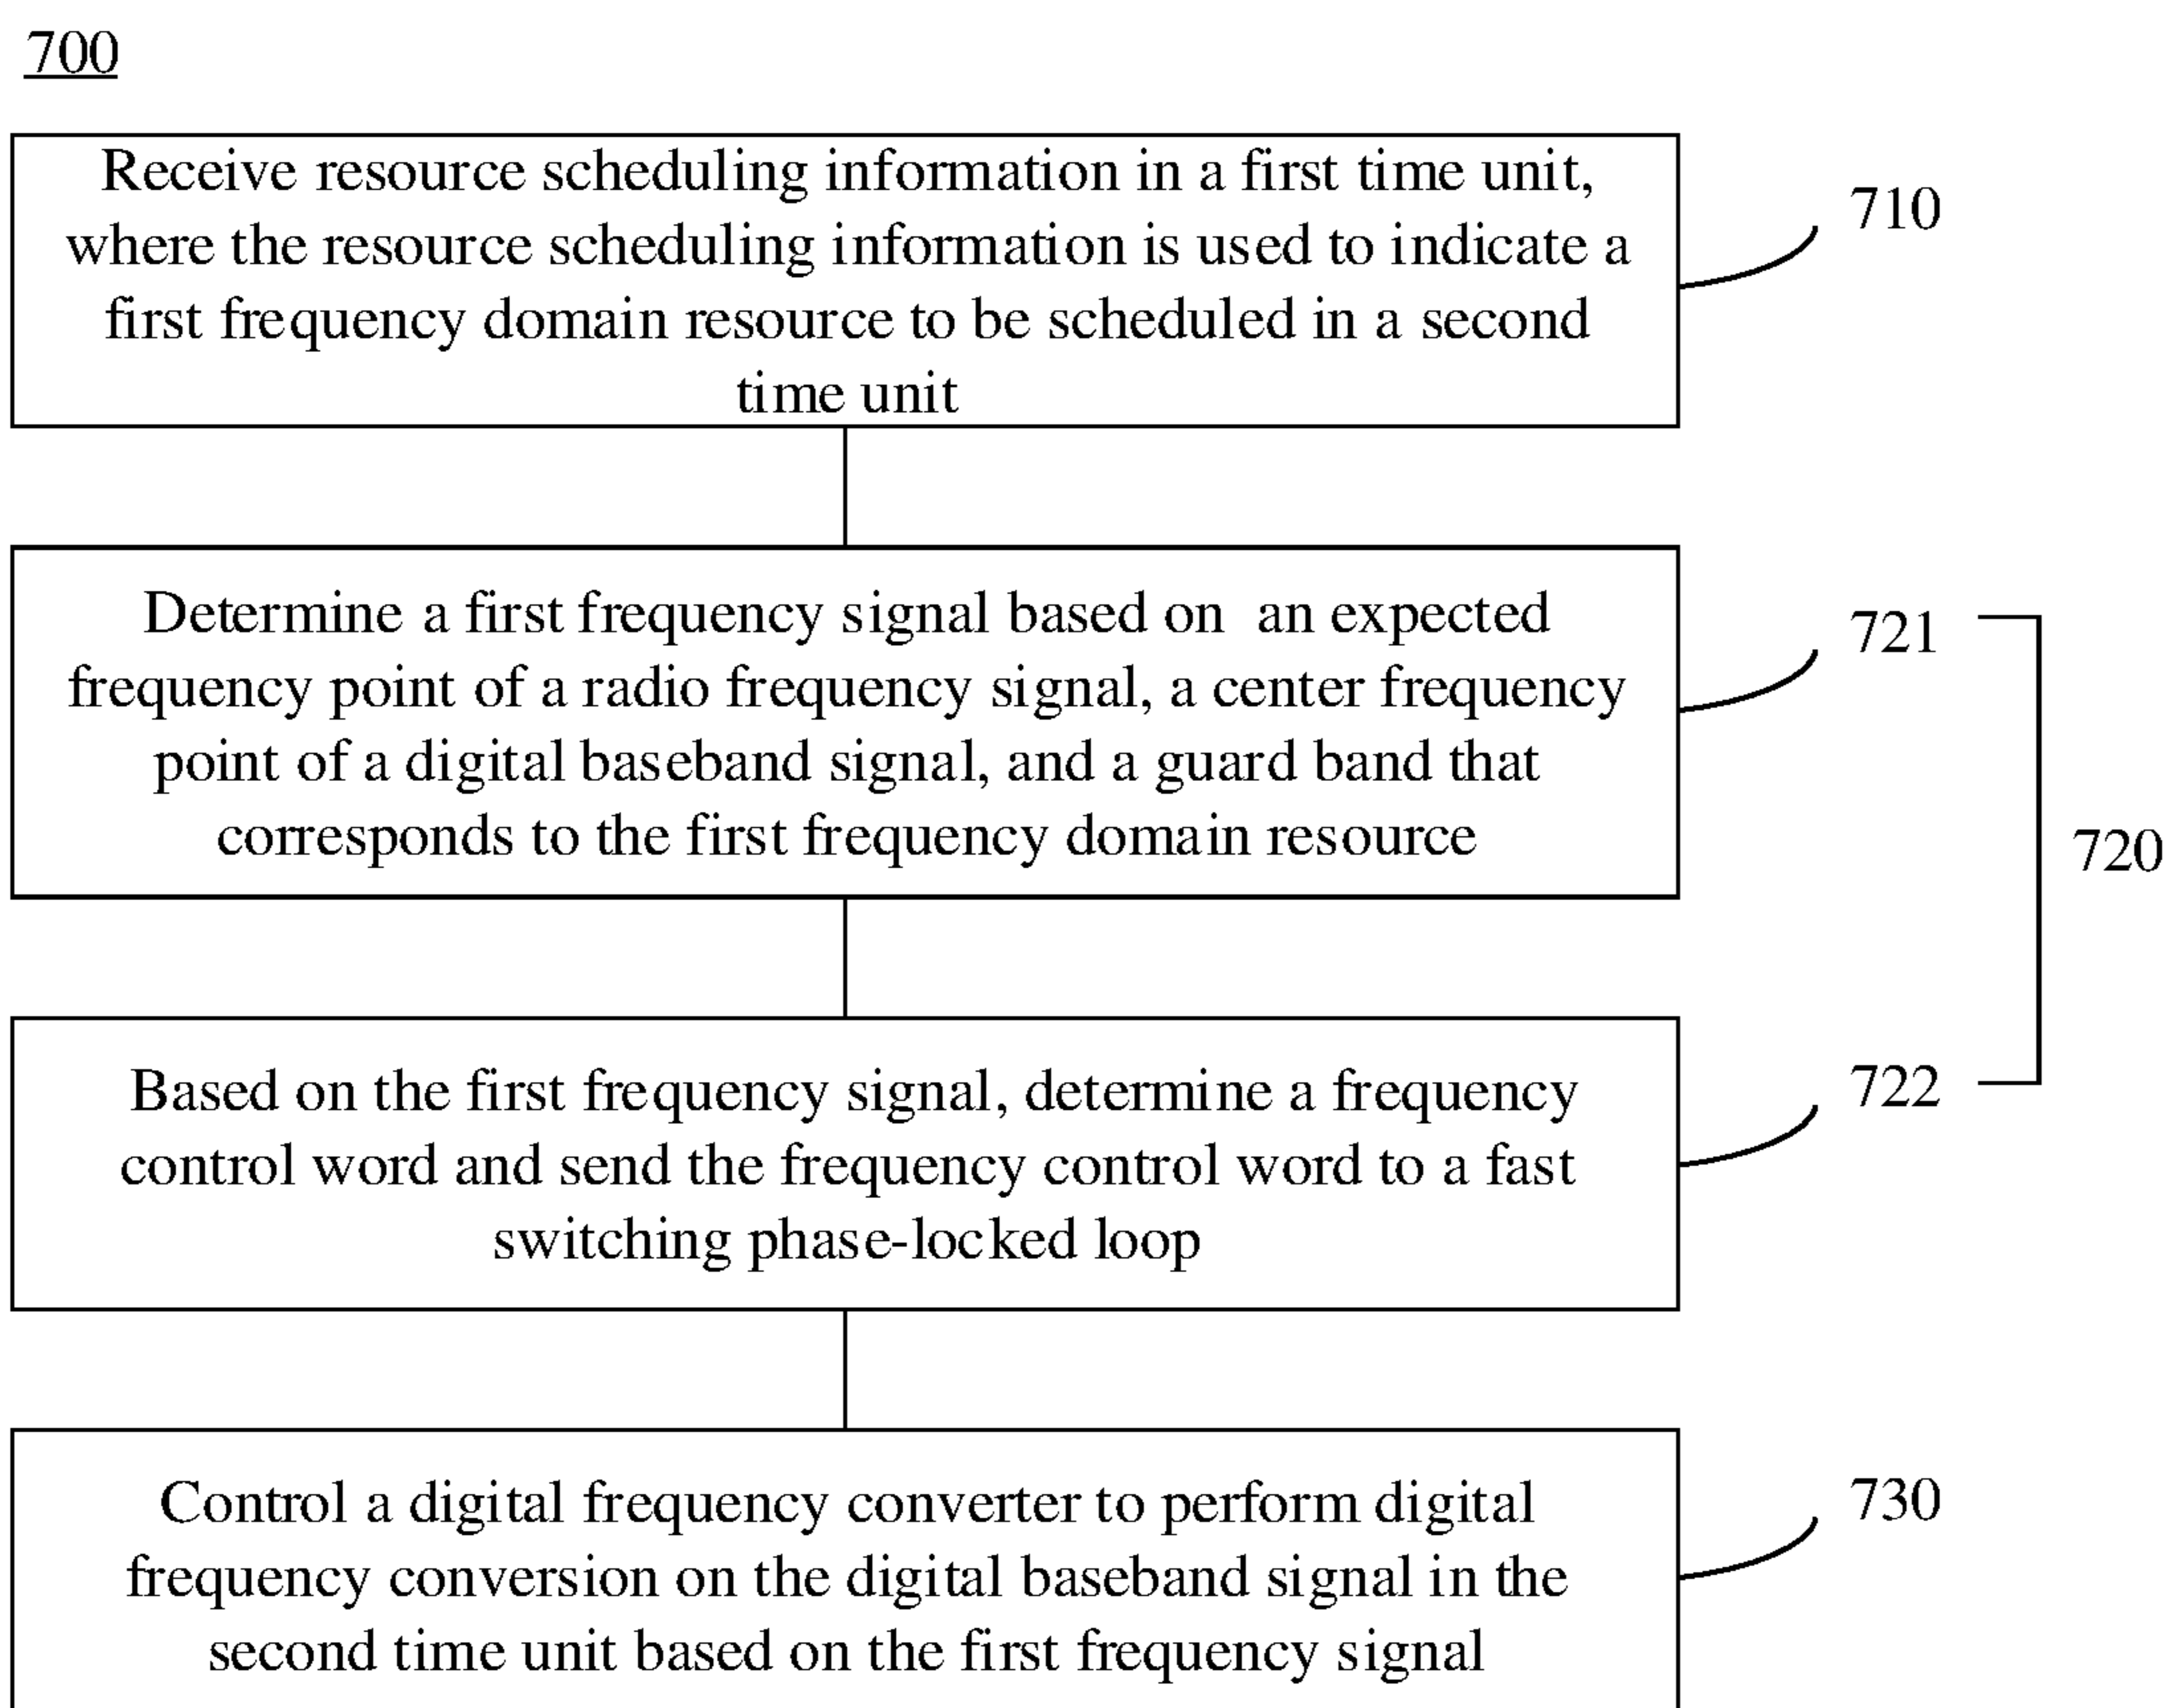 700
Receive resource scheduling information in a first time unit,
where the resource scheduling information is used to indicate a
first frequency domain resource to be scheduled in a second
time unit
710
Determine a first frequency signal based on an expected
frequency point of a radio frequency signal, a center frequency
point of a digital baseband signal, and a guard band that
corresponds to the first frequency domain resource
721
720
Based on the first frequency signal, determine a frequency
control word and send the frequency control word to a fast
switching phase-locked loop
722
Control a digital frequency converter to perform digital
frequency conversion on the digital baseband signal in the
second time unit based on the first frequency signal
730